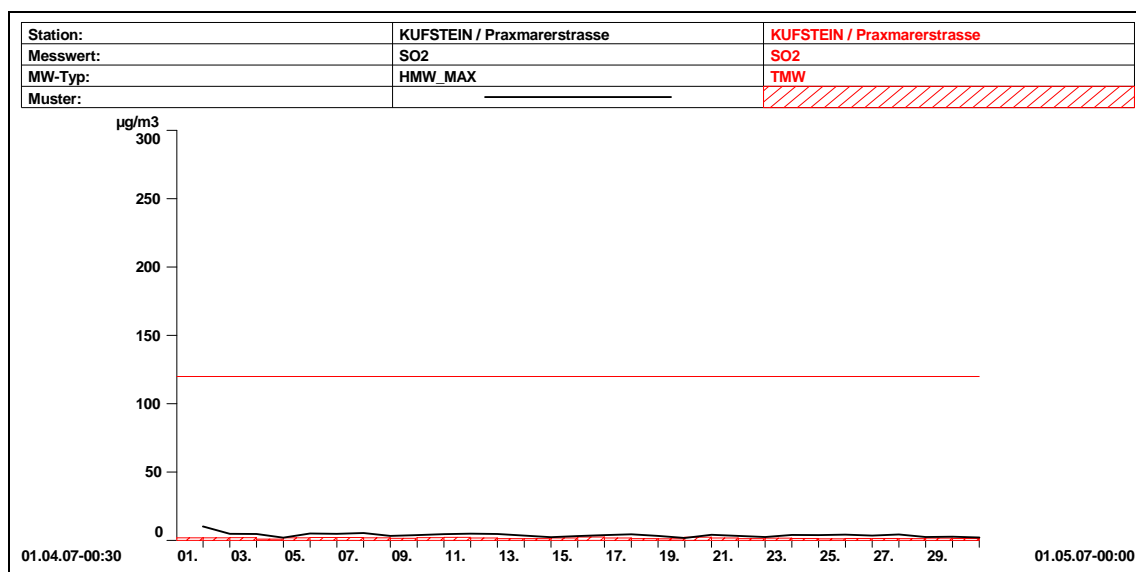 Station: KUFSTEIN / Praxmarerstrasse KUFSTEIN / Praxmarerstrasse
Messwert: SO2 SO2
MW-Typ: HMW_MAX TMW
Muster:
µg/m3
300
250
200
150
100
50
0
01.04.07-00:30 01. 03. 05. 07. 09. 11. 13. 15. 17. 19. 21. 23. 25. 27. 29. 01.05.07-00:00